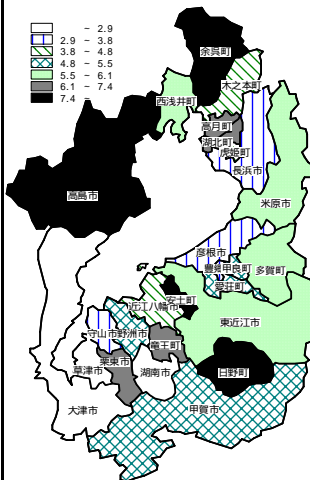 ～ 2.9
2.9 ～ 3.8
3.8 ～ 4.8
4.8 ～ 5.5
5.5 ～ 6.1
6.1 ～ 7.4
7.4 ～
余呉町
木之本町
西浅井町
高月町
湖北町
虎姫町
長浜市
高島市
米原市
彦根市
豊郷町
甲良町
多賀町
愛荘町
安土町
近江八幡市
東近江市
守山市
野洲市
竜王町
栗東市
草津市
湖南市
日野町
大津市
甲賀市